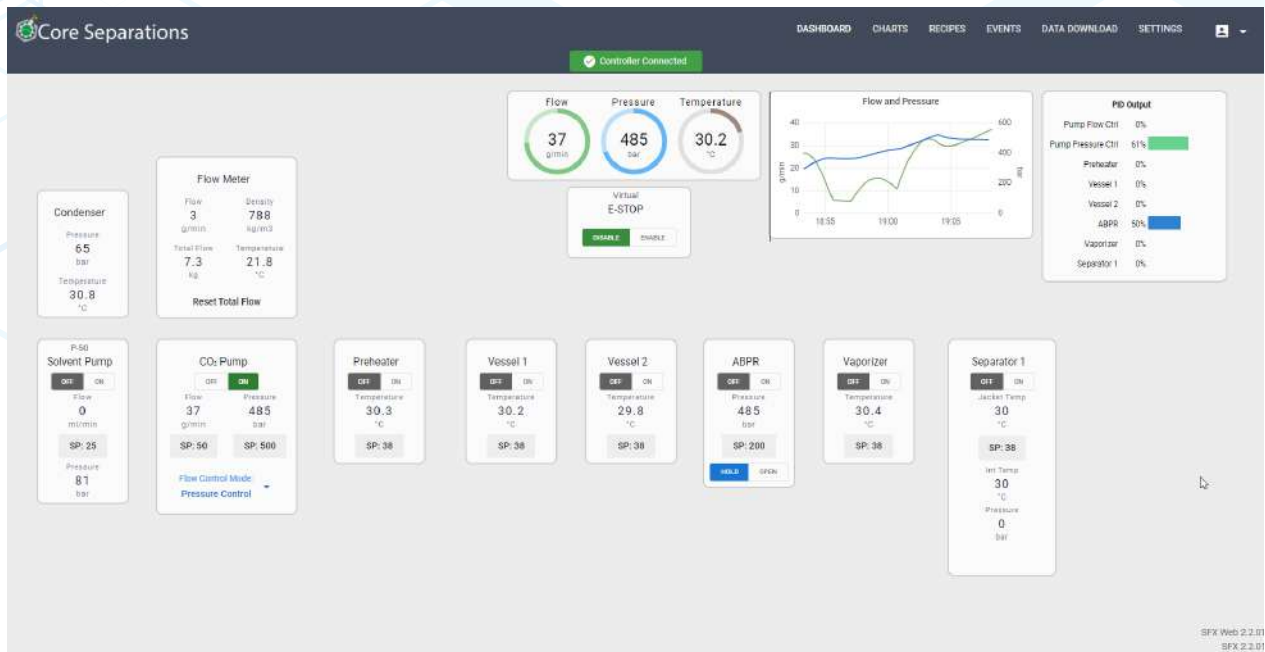 Core Separations
DASHBOARD CHARTS RECIPES EVENTS DATA DOWNLOAD SETTINGS
Controller Connected
Flow Pressure Temperature
37 485 30.2
g/min bar °C
Virtual
E-STOP
DISABLE ENABLE
Flow and Pressure
40 600
30 400
20 200
10 0
0
g/min
bar
18:55 19:00 19:05
PID Output
Pump Flow Ctrl 0%
Pump Pressure Ctrl 61%
Preheater 0%
Vessel 1 0%
Vessel 2 0%
ABPR 50%
Vaporizer 0%
Separator 1 0%
Condenser
Pressure
65
bar
Temperature
30.8
°C
Flow Meter
Flow Density
3 788
g/min kg/m3
Total Flow Temperature
7.3 21.8
kg °C
Reset Total Flow
P-50
Solvent Pump
OFF ON
Flow
0
ml/min
SP: 25
Pressure
81
bar
CO₂ Pump
OFF ON
Flow Pressure
37 485
g/min bar
SP: 50 SP: 500
Flow Control Mode
Pressure Control
Preheater
OFF ON
Temperature
30.3
°C
SP: 38
Vessel 1
OFF ON
Temperature
30.2
°C
SP: 38
Vessel 2
OFF ON
Temperature
29.8
°C
SP: 38
ABPR
OFF ON
Pressure
485
bar
SP: 200
HOLD OPEN
Vaporizer
OFF ON
Temperature
30.4
°C
SP: 38
Separator 1
OFF ON
Jacket Temp
30
°C
SP: 38
Int Temp
30
°C
Pressure
0
bar
SFX Web 2.2.01
SFX 2.2.01